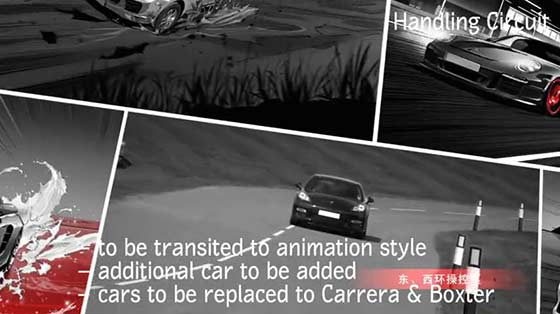 Handling Circuit
to be transited to animation style
– additional car to be added
东、西环操控
– cars to be replaced to Carrera & Boxter